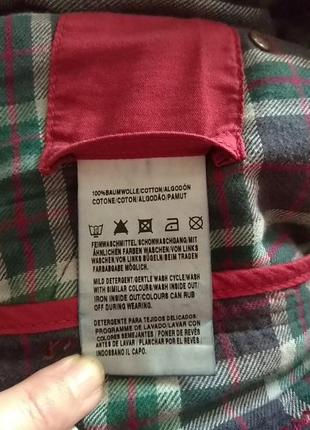 100%BAUMWOLLE/COTTON/ALGODÓN
COTONE/COTON/ALGODÃO/PAMUT
FEINWASCHMITTEL SCHONWASCHGANG/MIT
ÄHNLICHEN FARBEN WASCHEN/VON LINKS
WASCHEN/VON LINKS BÜGELN/BEIM TRAGEN
FARBABGABE MÖGLICH.
MILD DETERGENT/GENTLE WASH CYCLE/WASH
WITH SIMILAR COLOURS/WASH INSIDE OUT/
IRON INSIDE OUT/COLOURS CAN RUB
OFF DURING WEARING.
DETERGENTE PARA TEJIDOS DELICADOS.
PROGRAMME DE LAVADO/LAVAR CON
COLORES SEMEJANTES./PONER DE REVÉS
ANTES DE LAVAR/PLANCHAR POR EL REVÉS
INDOSSANO IL CAPO.